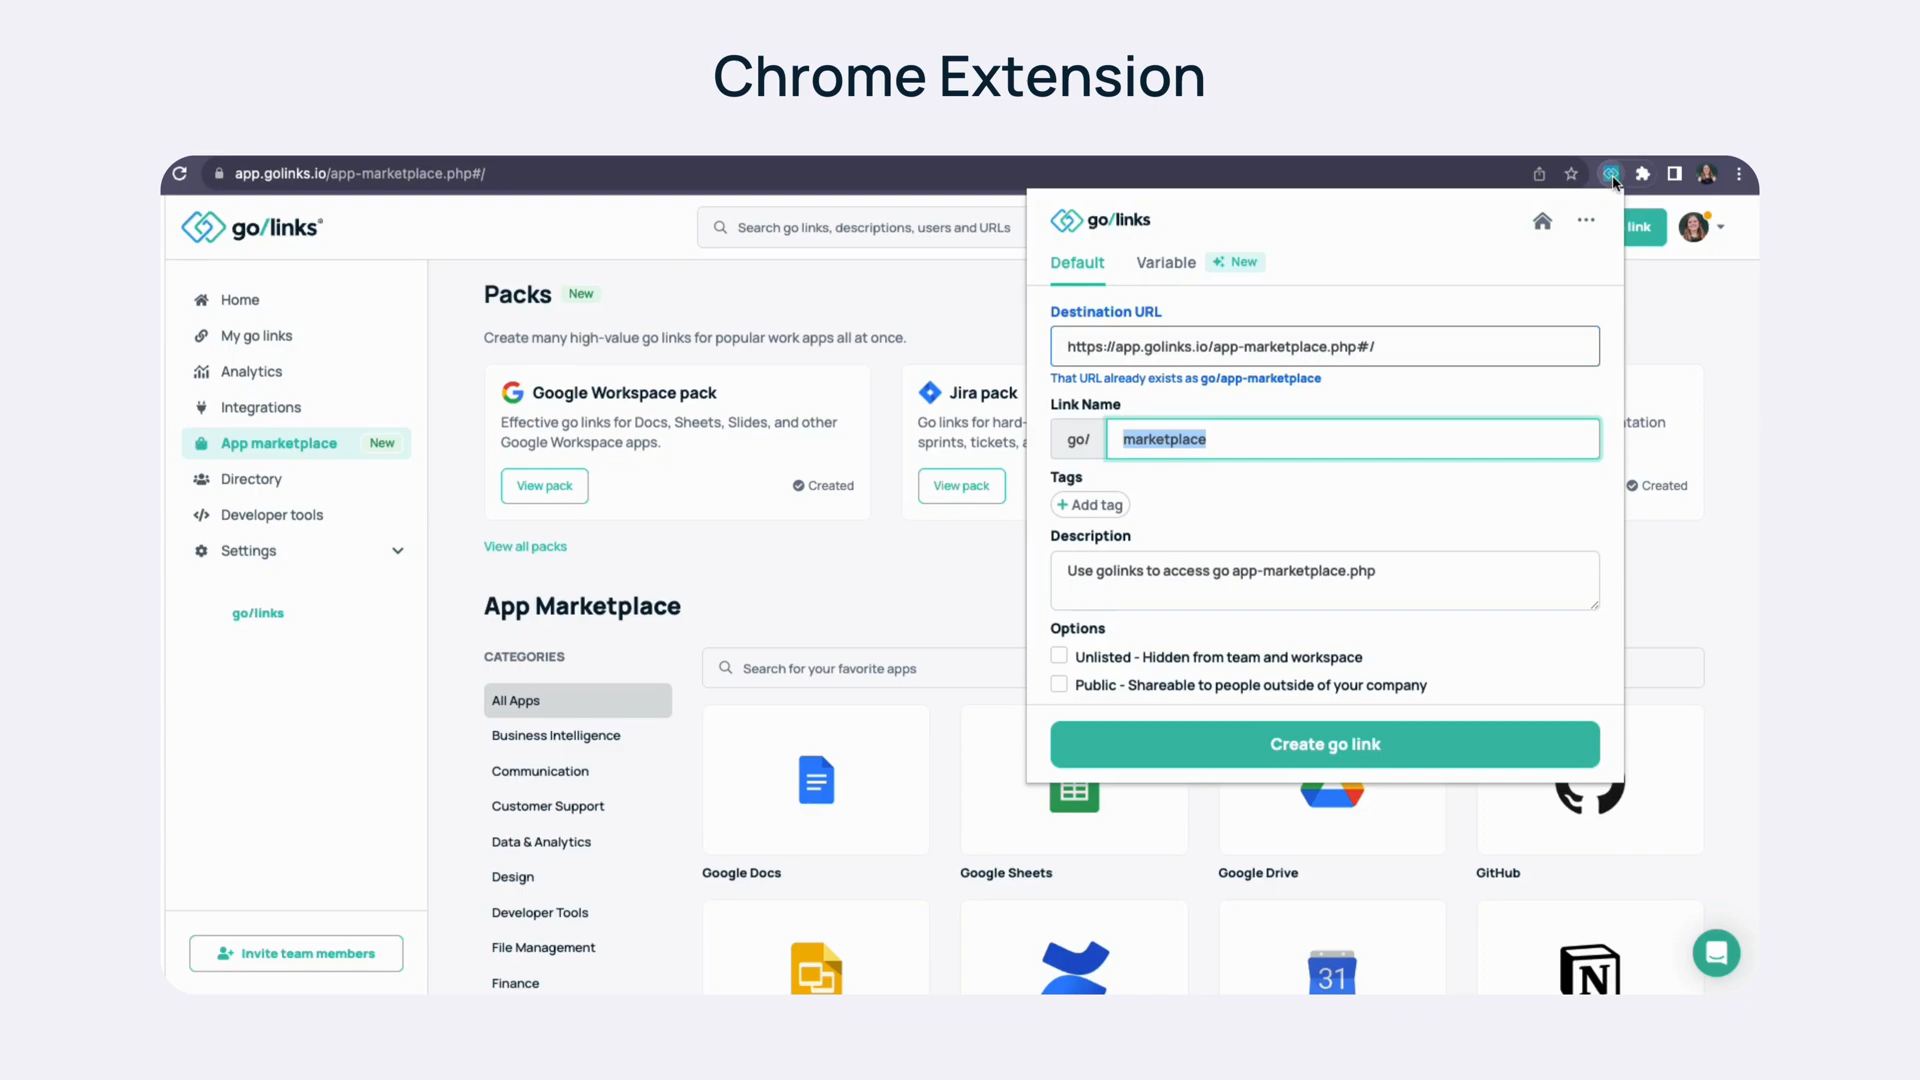 Chrome Extension
app.golinks.io/app-marketplace.php#/
go/links®
Search go links, descriptions, users and URLs
link
Home
My go links
Analytics
Integrations
App marketplace New
Directory
Developer tools
Settings
go/links
Invite team members
Packs New
Create many high-value go links for popular work apps all at once.
Google Workspace pack
Effective go links for Docs, Sheets, Slides, and other
Google Workspace apps.
View pack
Created
Jira pack
Go links for hard-
sprints, tickets,
View pack
Created
View all packs
App Marketplace
CATEGORIES
Search for your favorite apps
All Apps
Business Intelligence
Communication
Customer Support
Data & Analytics
Design
Developer Tools
File Management
Finance
Google Docs
Google Sheets
Google Drive
GitHub
31
N
go/links
Default
Variable
New
Destination URL
https://app.golinks.io/app-marketplace.php#/
That URL already exists as go/app-marketplace
Link Name
go/ marketplace
Tags
+ Add tag
Description
Use golinks to access go app-marketplace.php
Options
Unlisted - Hidden from team and workspace
Public - Shareable to people outside of your company
Create go link